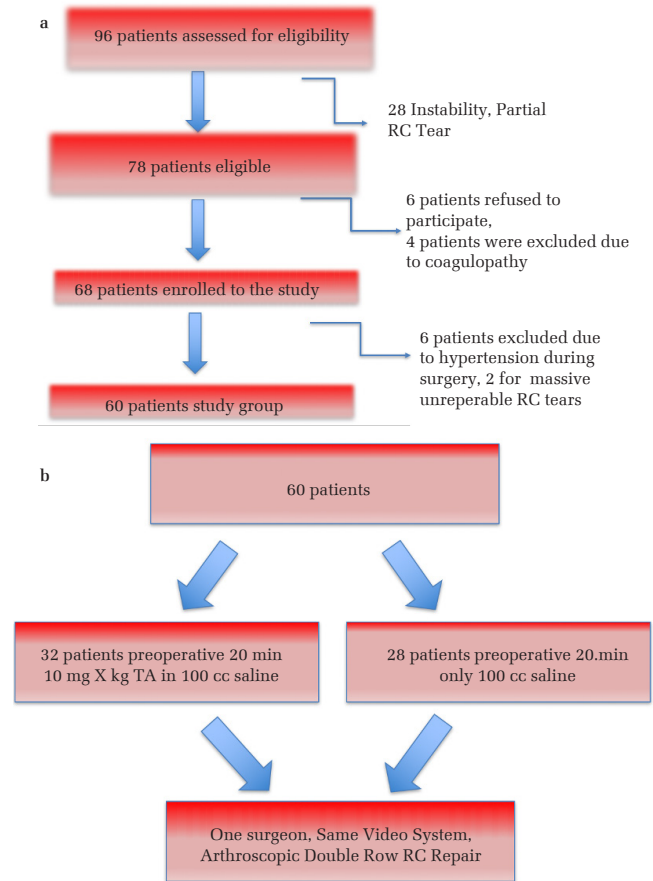 a
96 patients assessed for eligibility
28 Instability, Partial
RC Tear
78 patients eligible
6 patients refused to
participate,
4 patients were excluded due
to coagulopathy
68 patients enrolled to the study
6 patients excluded due
to hypertension during
surgery, 2 for massive
unreperable RC tears
60 patients study group
b
60 patients
32 patients preoperative 20 min
10 mg X kg TA in 100 cc saline
28 patients preoperative 20.min
only 100 cc saline
One surgeon, Same Video System,
Arthroscopic Double Row RC Repair